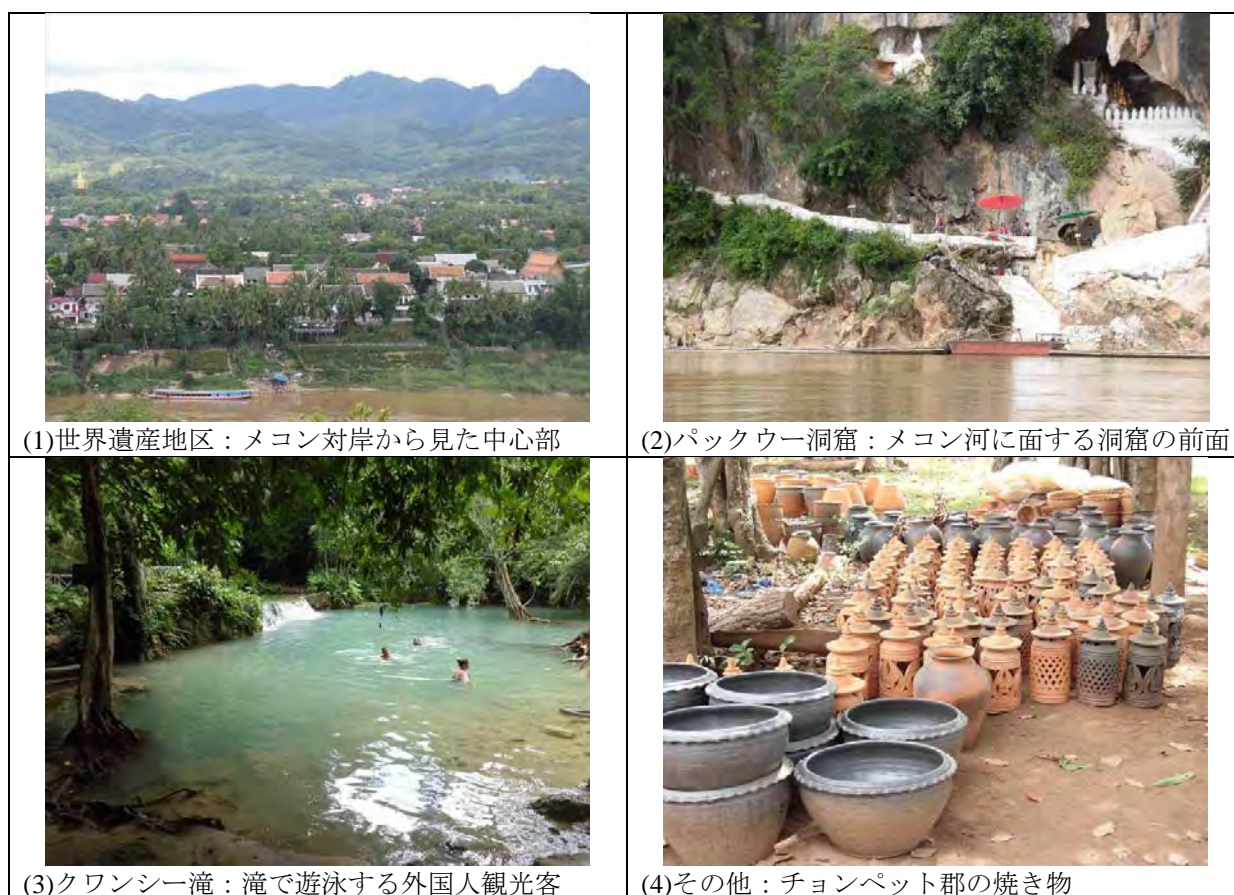 (1)世界遺産地区：メコン対岸から見た中心部
(2)パックウー洞窟：メコン河に面する洞窟の前面
(3)クワンシー滝：滝で遊泳する外国人観光客
(4)その他：チョンペット郡の焼き物